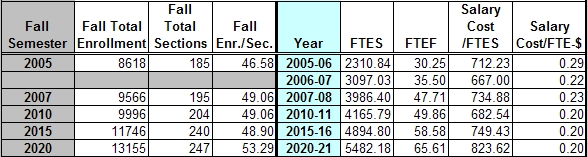 Fall Semester Fall Total Enrollment Fall Total Sections Fall Enr./Sec. Year FTES FTEF Salary Cost /FTES Salary Cost/FTE-$
2005 8618 185 46.58 2005-06 2310.84 30.25 712.23 0.29
2006-07 3097.03 35.50 667.00 0.22
2007 9566 195 49.06 2007-08 3986.40 47.71 734.88 0.23
2010 9996 204 49.06 2010-11 4165.79 49.86 682.54 0.20
2015 11746 240 48.90 2015-16 4894.80 58.58 749.43 0.20
2020 13155 247 53.29 2020-21 5482.18 65.61 823.62 0.20